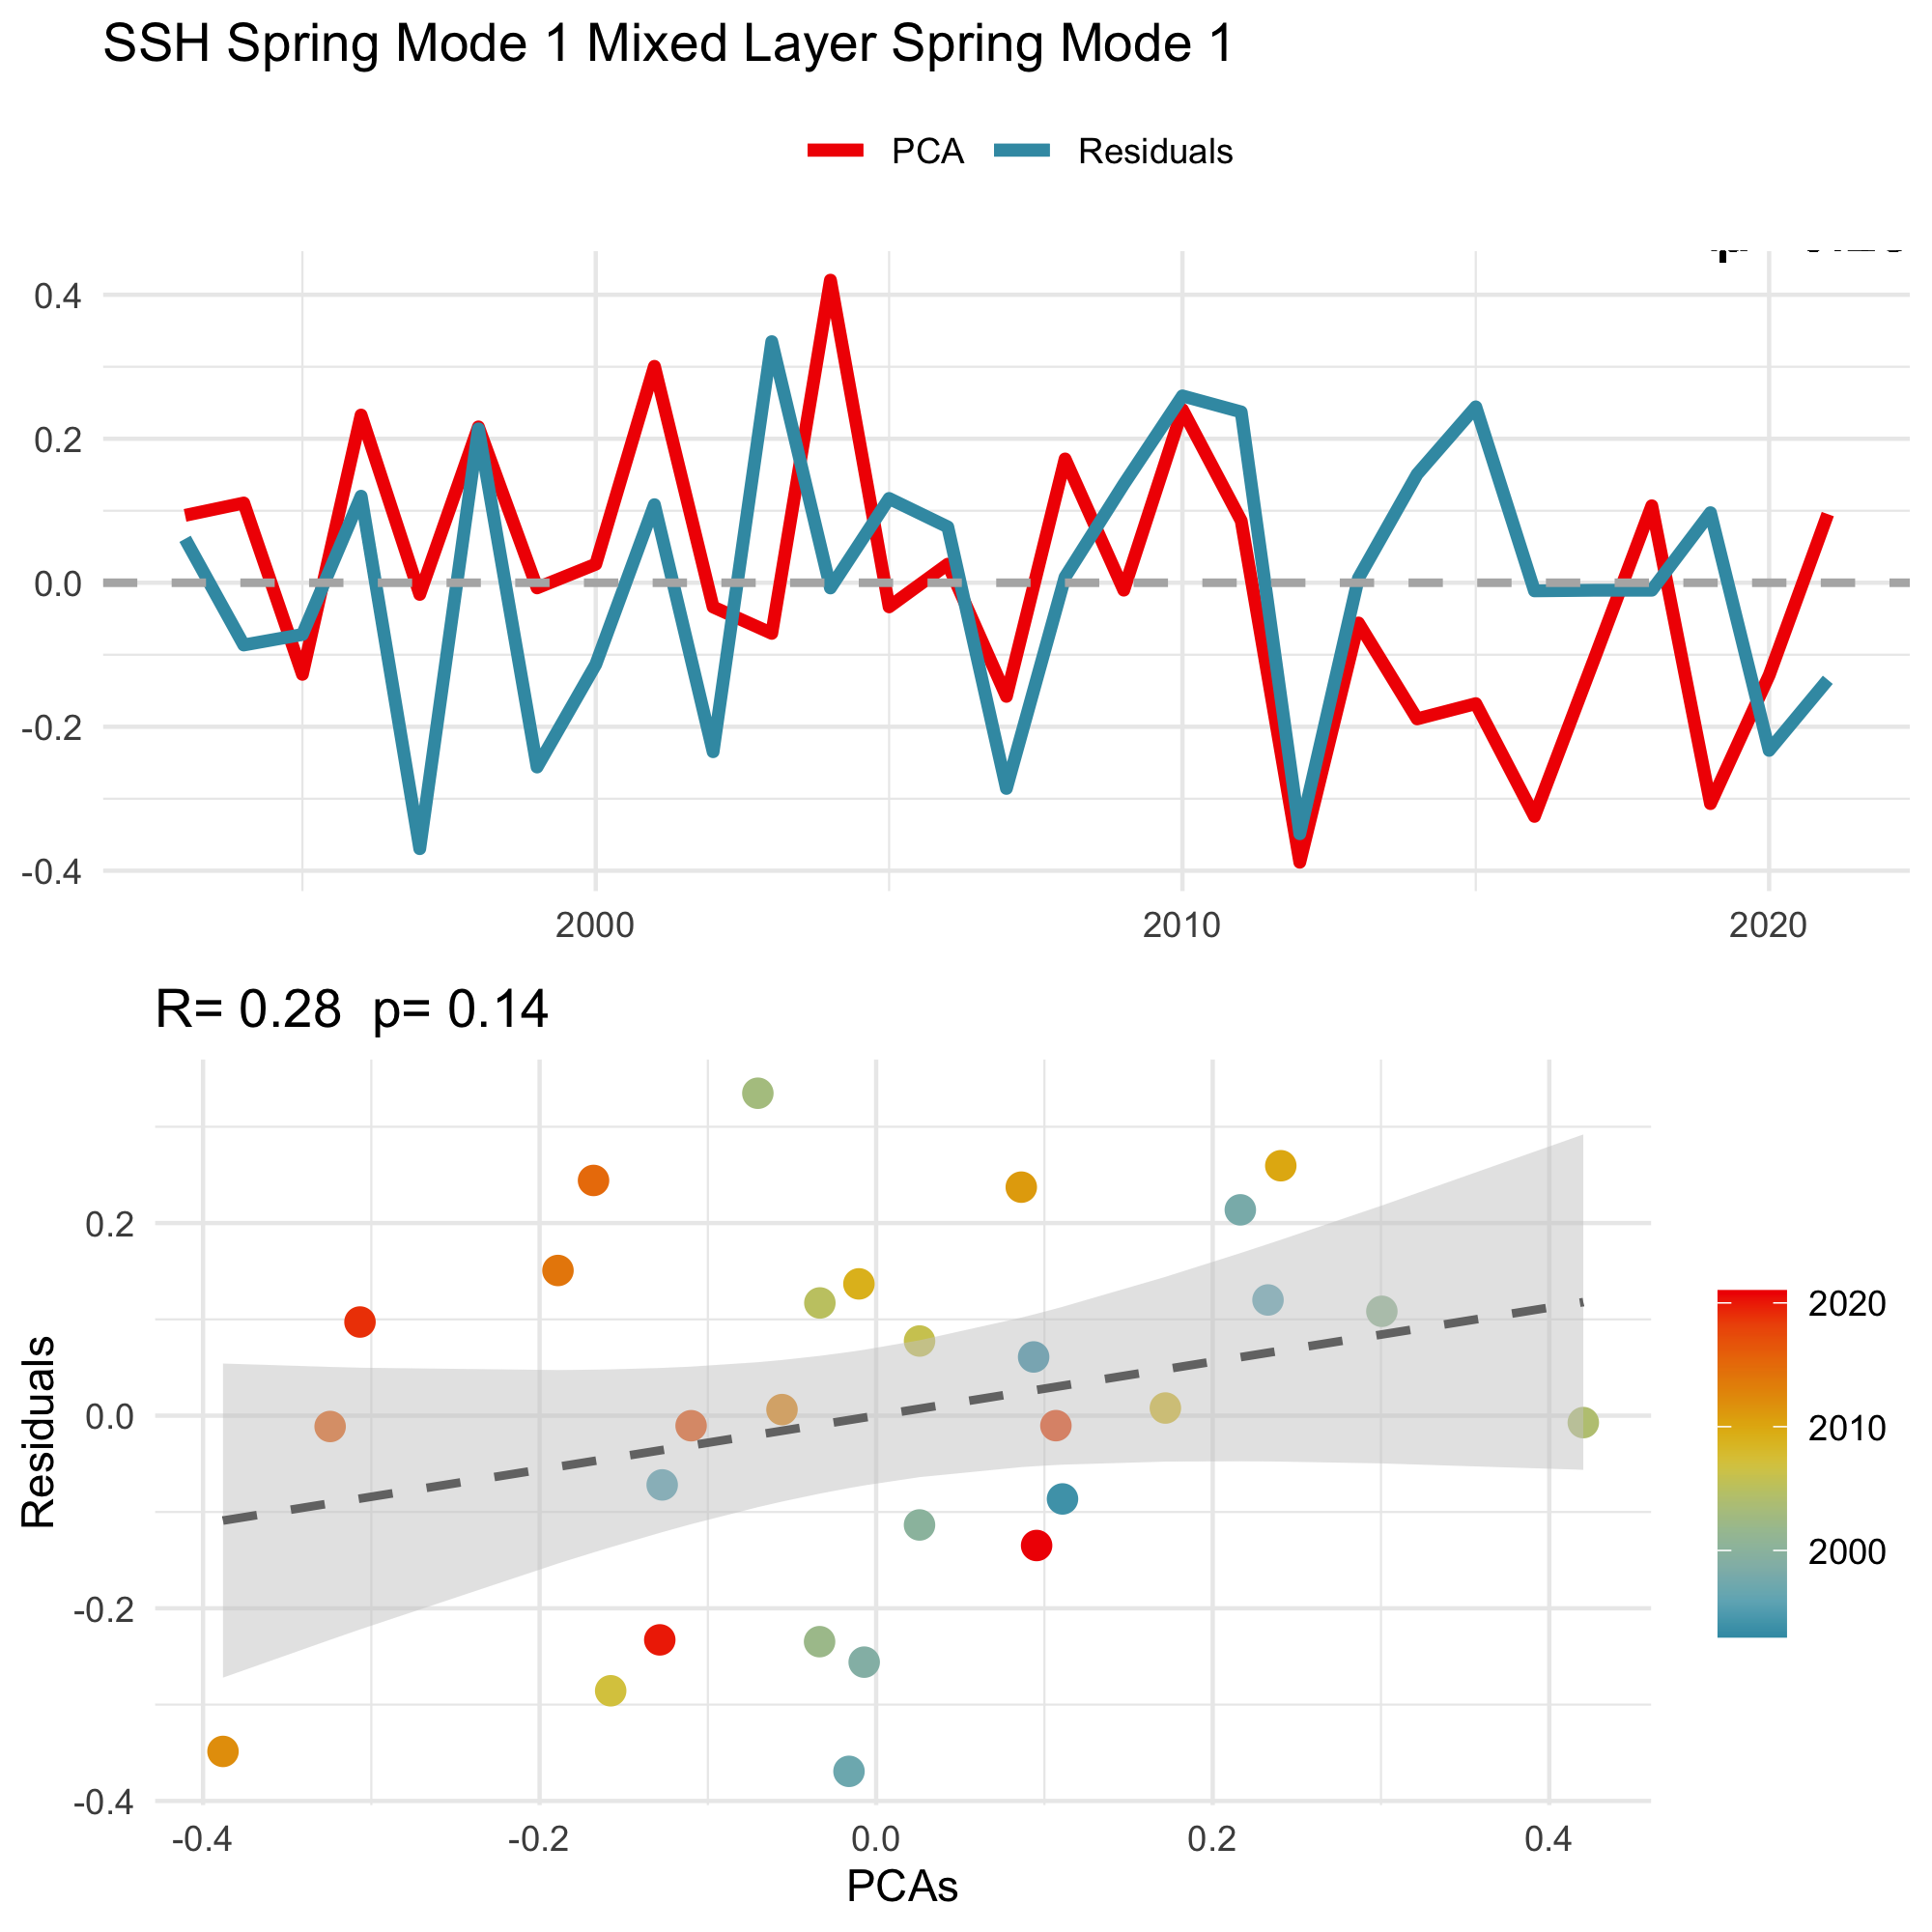 SSH Spring Mode 1 Mixed Layer Spring Mode 1
PCA Residuals
0.4
0.2
0.0
-0.2
-0.4
2000 2010 2020
R= 0.28 p= 0.14
Residuals
0.2
0.0
-0.2
-0.4
-0.4 -0.2 0.0 0.2 0.4
PCAs
2020
2010
2000